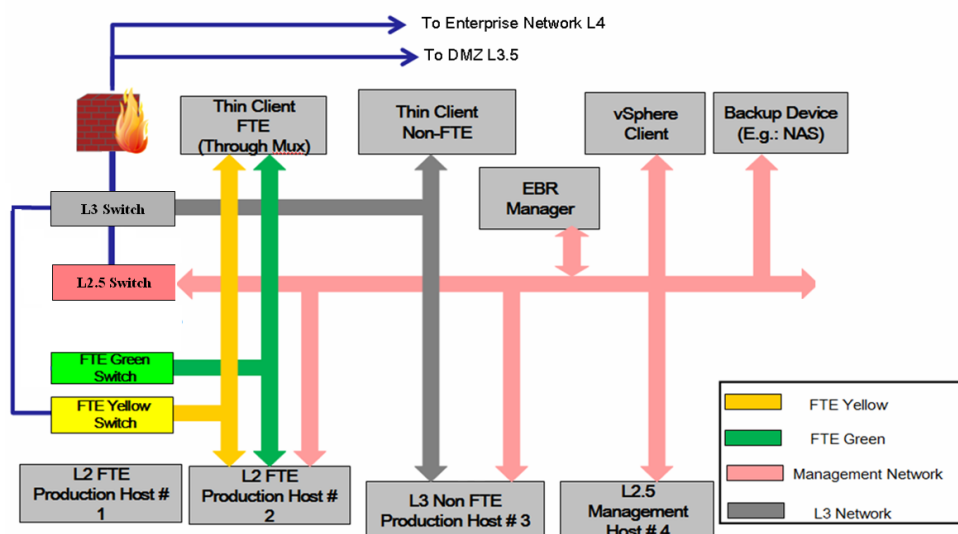 To Enterprise Network L4
To DMZ L3.5
Thin Client
FTE
(Through Mux)
Thin Client
Non-FTE
vSphere
Client
Backup Device
(E.g.: NAS)
EBR
Manager
L3 Switch
L2.5 Switch
FTE Green
Switch
FTE Yellow
Switch
L2 FTE
Production Host #
1
L2 FTE
Production Host #
2
L3 Non FTE
Production Host # 3
L2.5
Management
Host # 4
FTE Yellow
FTE Green
Management Network
L3 Network